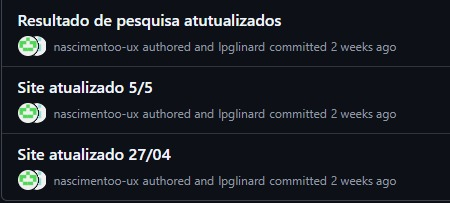 Resultado de pesquisa atutualizados
nascimentoo-ux authored and lpglinard committed 2 weeks ago
Site atualizado 5/5
nascimentoo-ux authored and lpglinard committed 2 weeks ago
Site atualizado 27/04
nascimentoo-ux authored and lpglinard committed 2 weeks ago